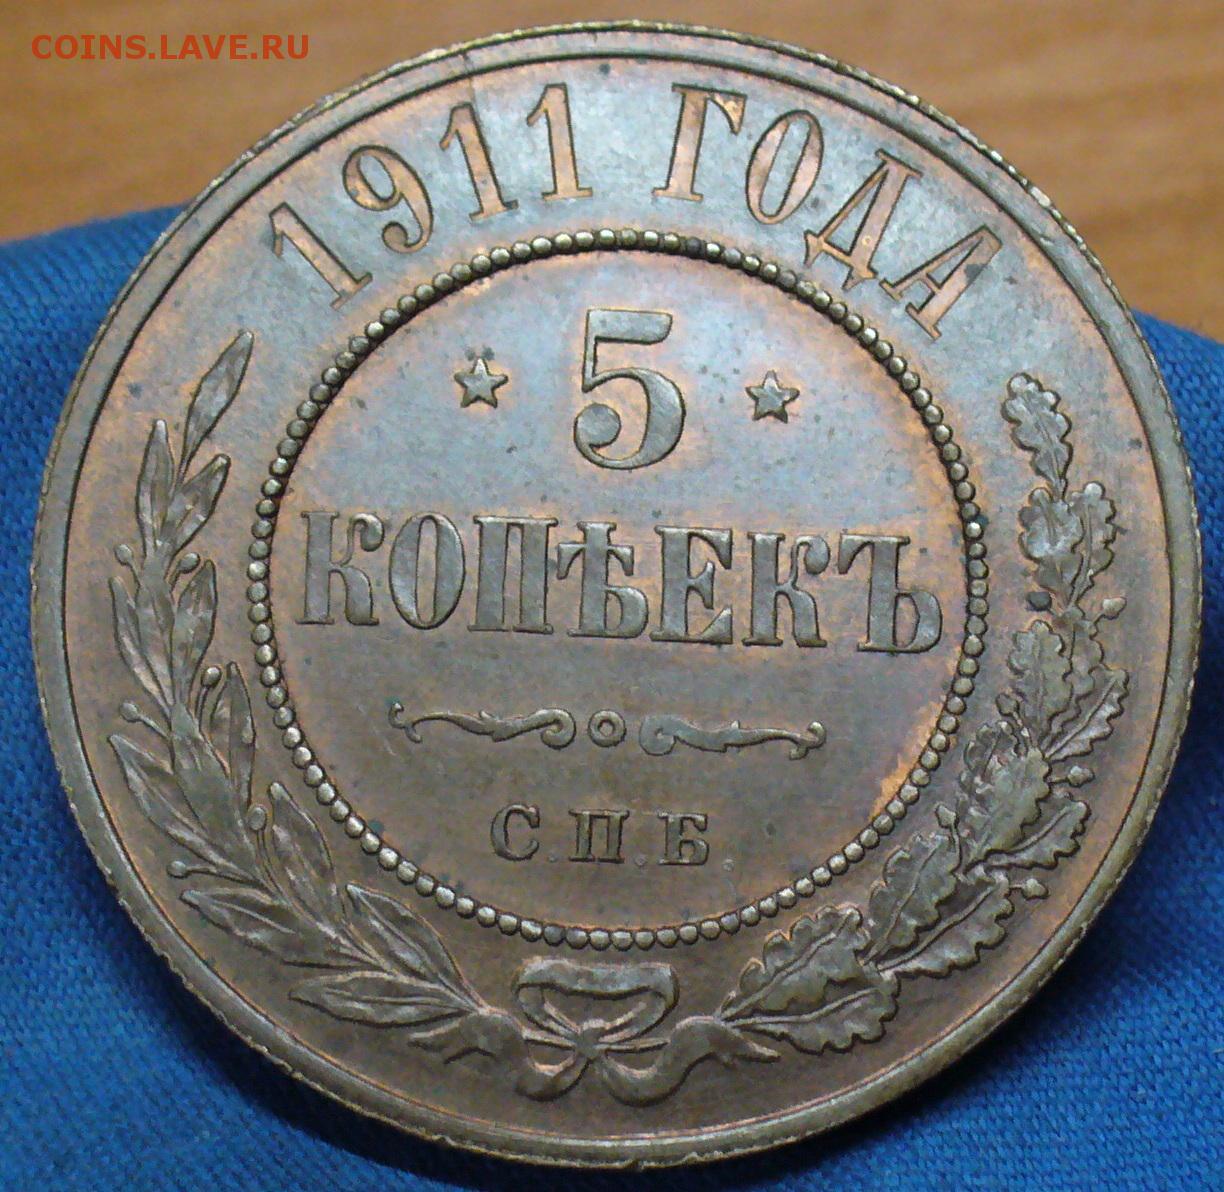 COINS.LAVE.RU
1911 ГОДА
5
КОПѢЕКЪ
С.П.Б.